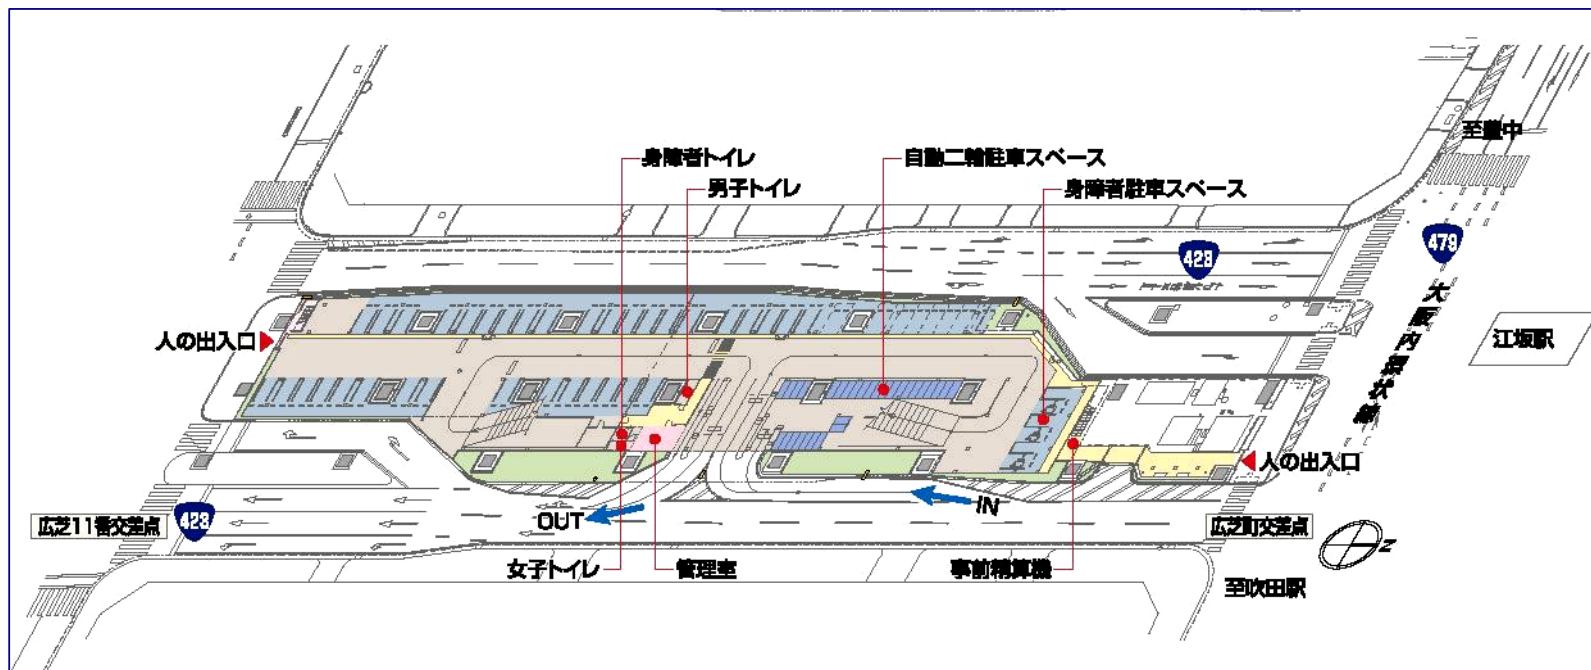 至豊中
身障者トイレ
自動二輪駐車スペース
男子トイレ
身障者駐車スペース
479
423
大阪内環状線
人の出入口
江坂駅
人の出入口
IN
OUT
423
広芝11番交差点
広芝町交差点
N
女子トイレ
管理室
事前精算機
至吹田駅